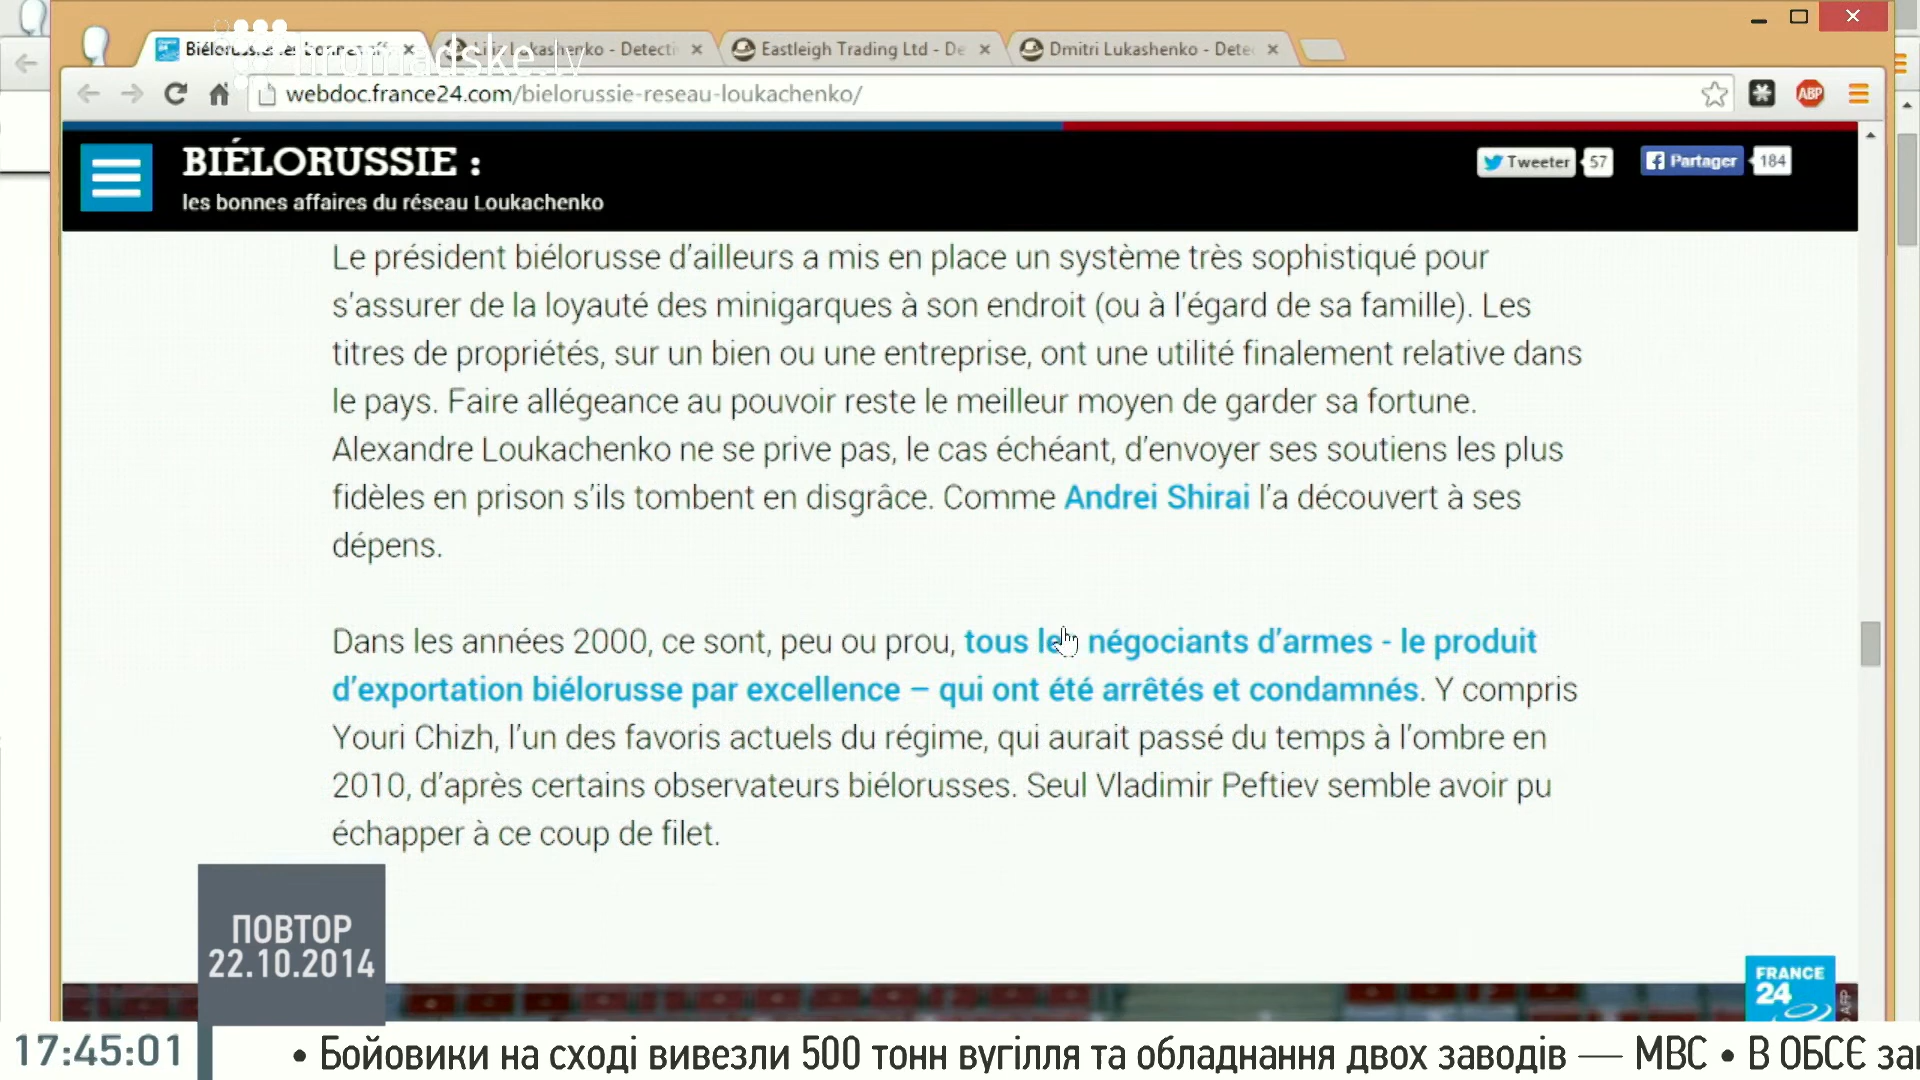 Biélorussie: les bonnes aff
Lilia Lukashenko - Detecti
Eastleigh Trading Ltd - De
Dmitri Lukashenko - Detec
hromadske.tv
webdoc.france24.com/bielorussie-reseau-loukachenko/
ABP
BIÉLORUSSIE :
les bonnes affaires du réseau Loukachenko
Tweeter 57
Partager 184
Le président biélorusse d’ailleurs a mis en place un système très sophistiqué pour
s’assurer de la loyauté des minigarques à son endroit (ou à l’égard de sa famille). Les
titres de propriétés, sur un bien ou une entreprise, ont une utilité finalement relative dans
le pays. Faire allégeance au pouvoir reste le meilleur moyen de garder sa fortune.
Alexandre Loukachenko ne se prive pas, le cas échéant, d’envoyer ses soutiens les plus
fidèles en prison s’ils tombent en disgrâce. Comme Andrei Shirai l’a découvert à ses
dépens.
Dans les années 2000, ce sont, peu ou prou, tous les négociants d’armes - le produit
d’exportation biélorusse par excellence – qui ont été arrêtés et condamnés. Y compris
Youri Chizh, l’un des favoris actuels du régime, qui aurait passé du temps à l’ombre en
2010, d’après certains observateurs biélorusses. Seul Vladimir Peftiev semble avoir pu
échapper à ce coup de filet.
ПОВТОР
22.10.2014
FRANCE
24
AFP
17:45:01
• Бойовики на сході вивезли 500 тонн вугілля та обладнання двох заводів — МВС • В ОБСЄ за